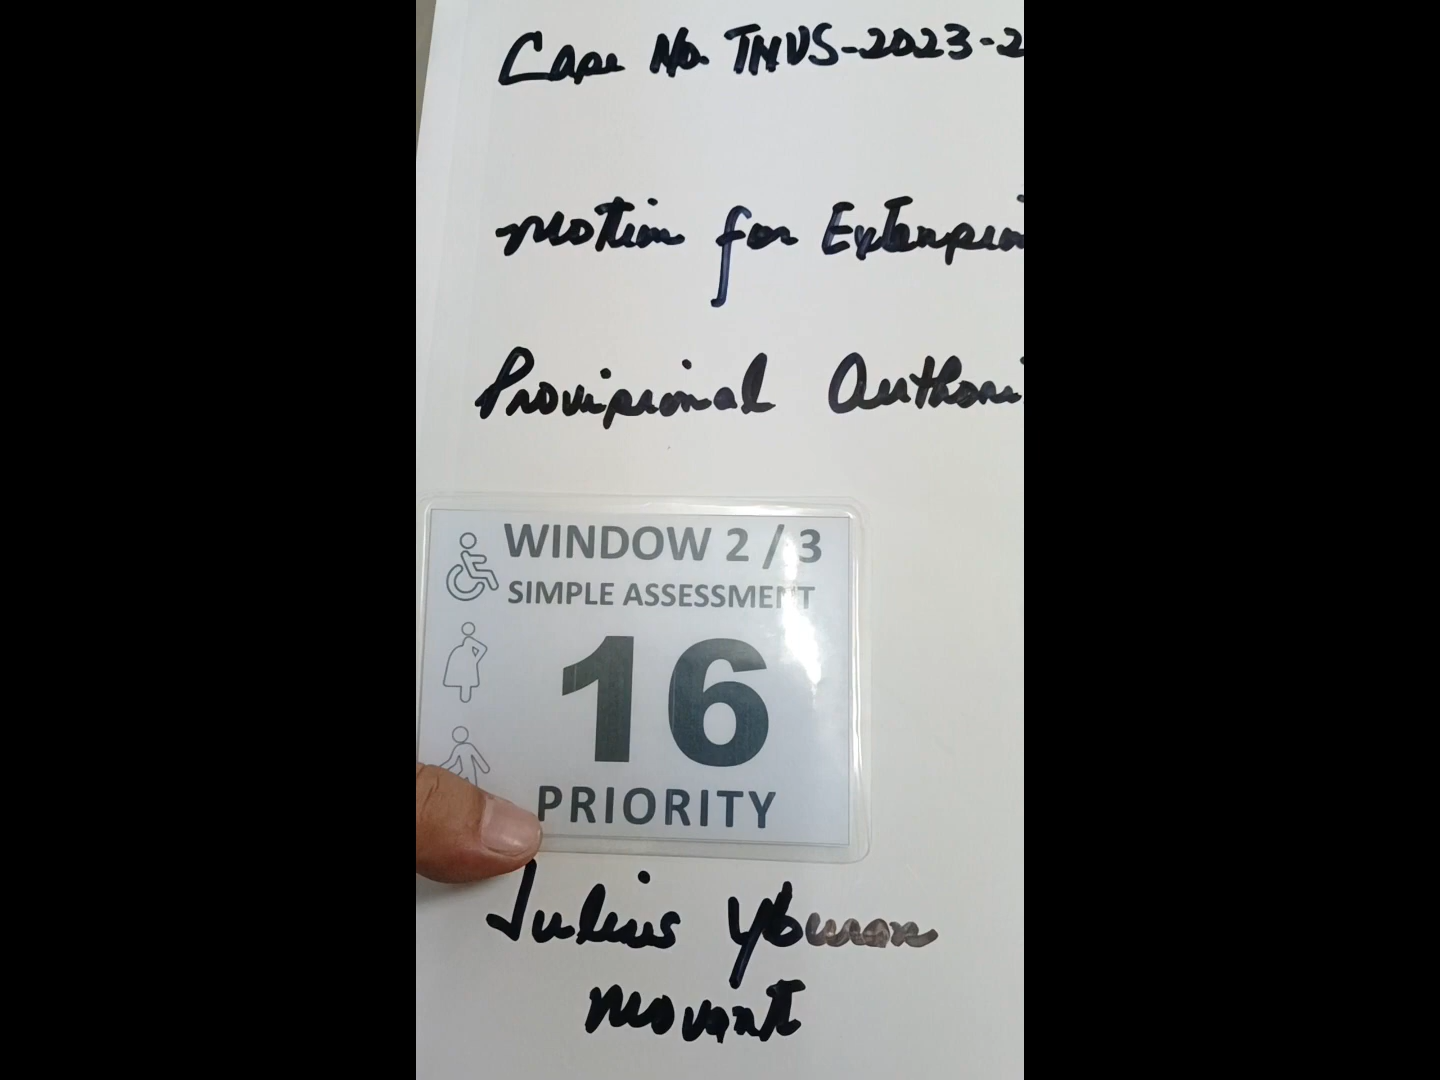 Case No. TNVS-2023-2
Motion for Extension
Provisional Authori
WINDOW 2 / 3
SIMPLE ASSESSMENT
16
PRIORITY
Julius
Movant